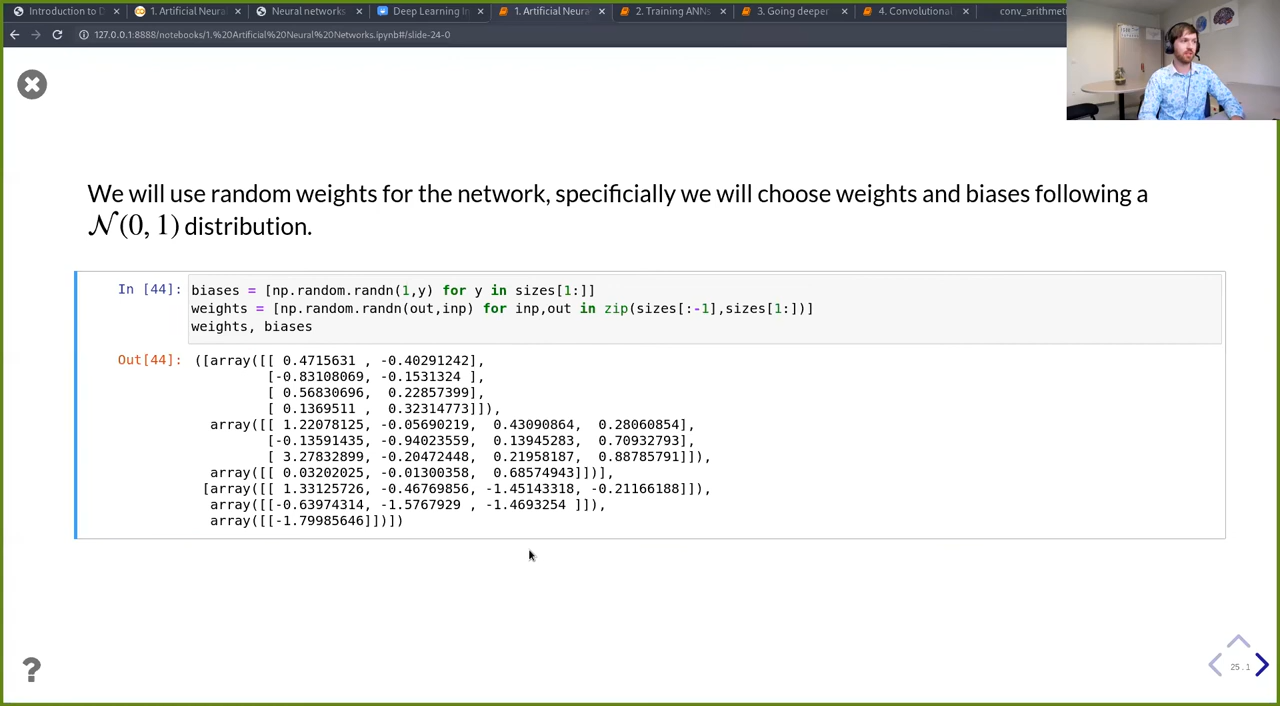 Introduction to D
1. Artificial Neura
Neural networks
Deep Learning In
1. Artificial Neura
2. Training ANNs
3. Going deeper
4. Convolutional
conv_arithmeti
127.0.0.1:8888/notebooks/1.%20Artificial%20Neural%20Networks.ipynb#/slide-24-0
We will use random weights for the network, specificially we will choose weights and biases following a
𝒩(0, 1) distribution.
In [44]: biases = [np.random.randn(1,y) for y in sizes[1:]]
weights = [np.random.randn(out,inp) for inp,out in zip(sizes[:-1],sizes[1:])]
weights, biases
Out[44]: ([array([[ 0.4715631 , -0.40291242],
[-0.83108069, -0.1531324 ],
[ 0.56830696, 0.22857399],
[ 0.1369511 , 0.32314773]]),
array([[ 1.22078125, -0.05690219, 0.43090864, 0.28060854],
[-0.13591435, -0.94023559, 0.13945283, 0.70932793],
[ 3.27832899, -0.20472448, 0.21958187, 0.88785791]]),
array([[ 0.03202025, -0.01300358, 0.68574943]])],
[array([[ 1.33125726, -0.46769856, -1.45143318, -0.21166188]]),
array([[-0.63974314, -1.5767929 , -1.4693254 ]]),
array([[-1.79985646]])])
?
25.1